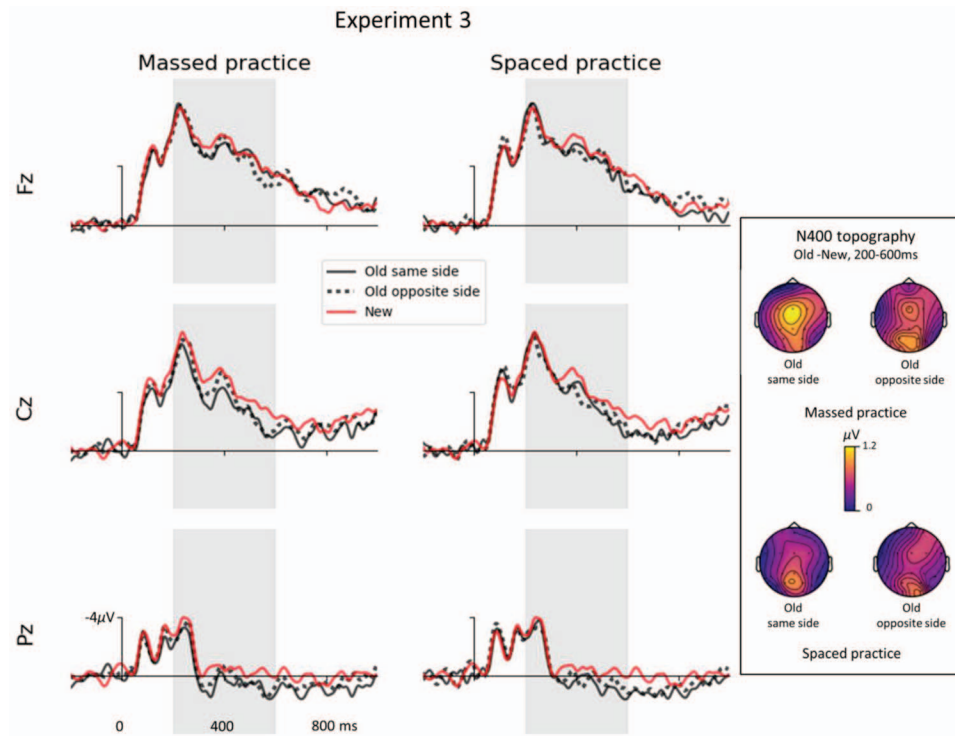 Experiment 3
Massed practice
Spaced practice
Fz
Old same side
Old opposite side
New
Cz
Pz
-4μV
0
400
800 ms
N400 topography
Old -New, 200-600ms
Old
same side
Old
opposite side
Massed practice
μV
1.2
0
Old
same side
Old
opposite side
Spaced practice